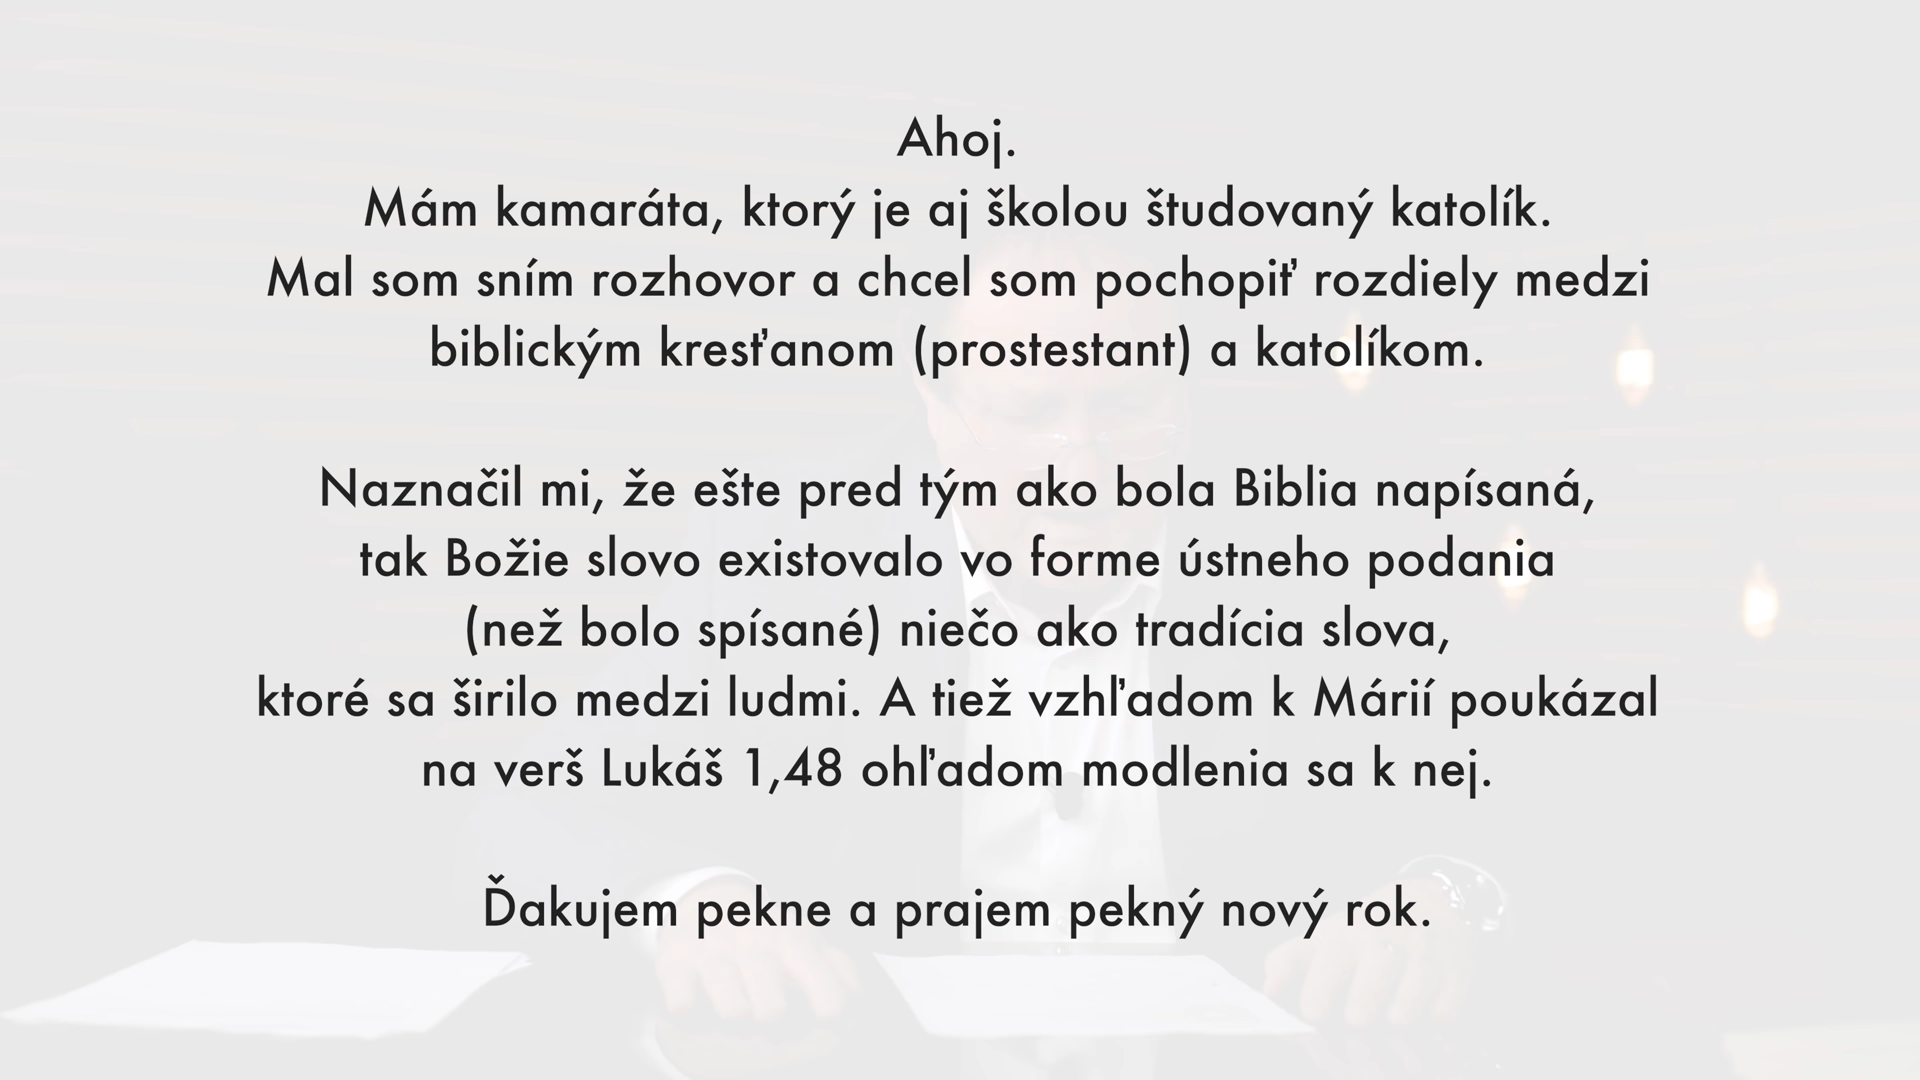 Ahoj.
Mám kamaráta, ktorý je aj školou študovaný katolík.
Mal som sním rozhovor a chcel som pochopiť rozdiely medzi
biblickým kresťanom (prostestant) a katolíkom.
Naznačil mi, že ešte pred tým ako bola Biblia napísaná,
tak Božie slovo existovalo vo forme ústneho podania
(než bolo spísané) niečo ako tradícia slova,
ktoré sa širilo medzi ludmi. A tiež vzhľadom k Márií poukázal
na verš Lukáš 1,48 ohľadom modlenia sa k nej.
Ďakujem pekne a prajem pekný nový rok.